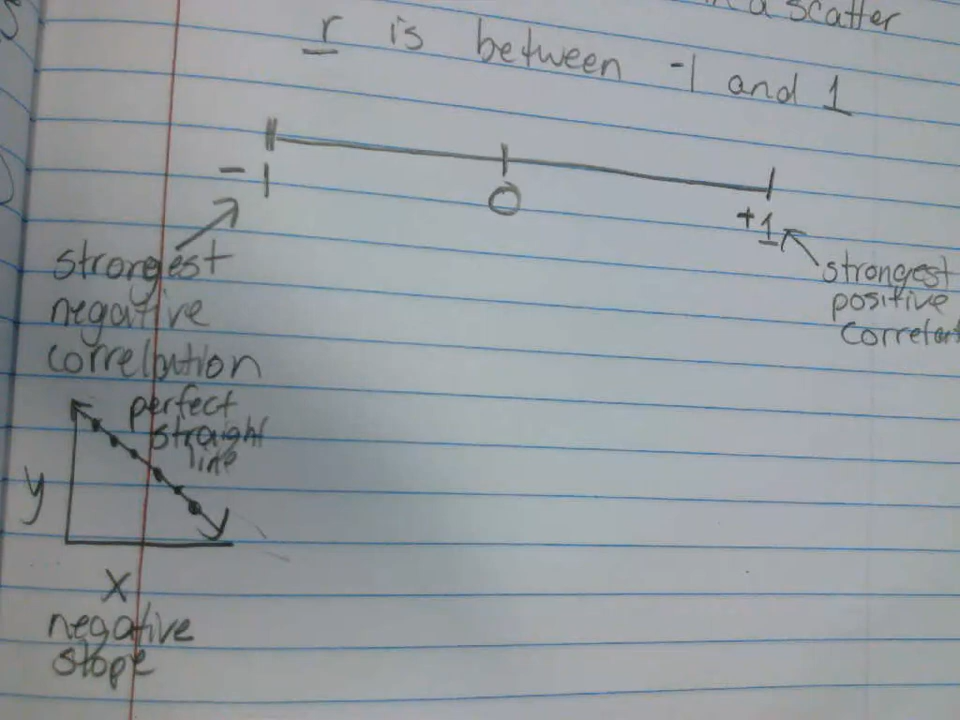 in a scatter
r is between -1 and 1
-1
0
+1
strongest
negative
correlation
strongest
positive
perfect
straight
line
y
x
negative
slope